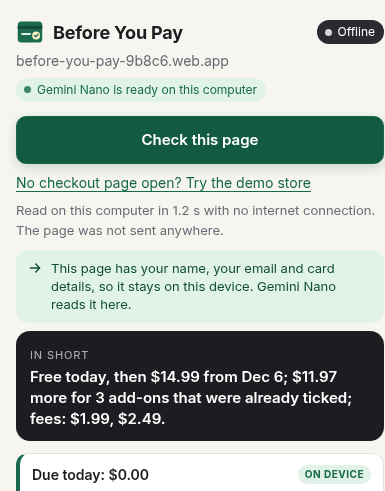 Before You Pay
Offline
before-you-pay-9b8c6.web.app
Gemini Nano is ready on this computer
Check this page
No checkout page open? Try the demo store
Read on this computer in 1.2 s with no internet connection.
The page was not sent anywhere.
→ This page has your name, your email and card
details, so it stays on this device. Gemini Nano
reads it here.
IN SHORT
Free today, then $14.99 from Dec 6; $11.97
more for 3 add-ons that were already ticked;
fees: $1.99, $2.49.
Due today: $0.00
ON DEVICE